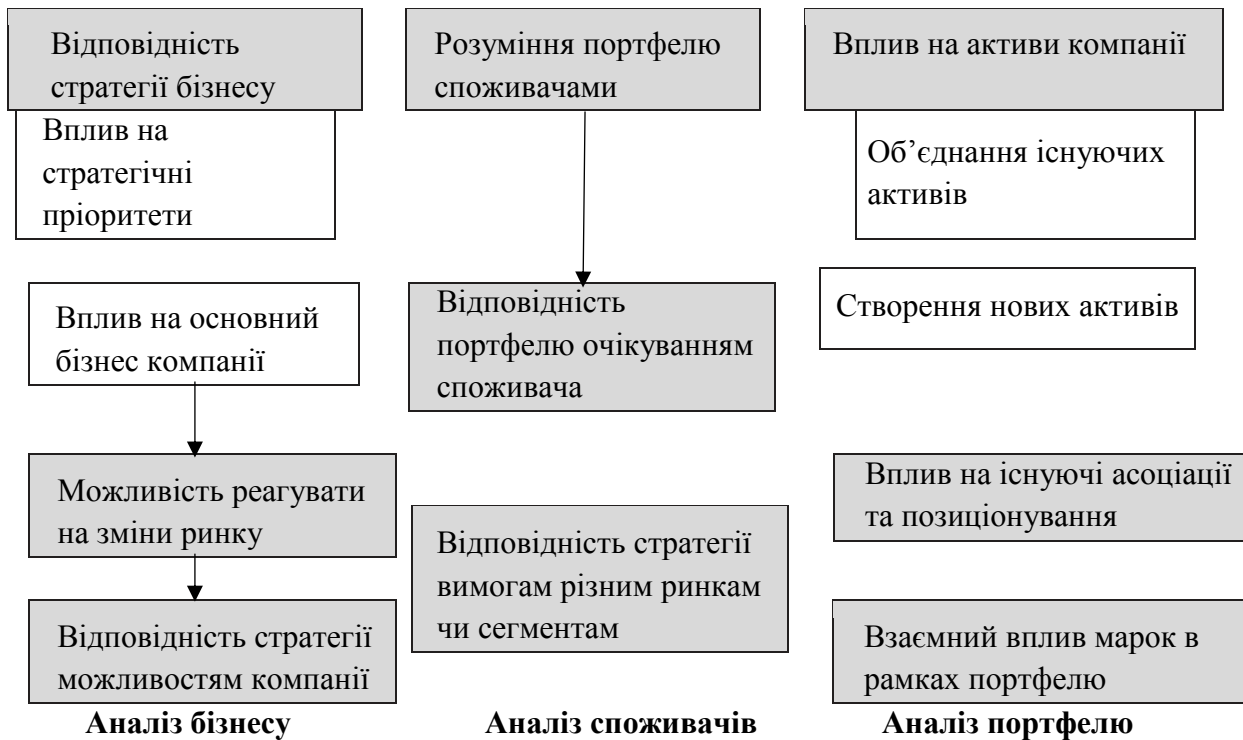 Відповідність
стратегії бізнесу
Вплив на
стратегічні
пріоритети
Вплив на основний
бізнес компанії
Можливість реагувати
на зміни ринку
Відповідність стратегії
можливостям компанії
Аналіз бізнесу
Розуміння портфелю
споживачами
Відповідність
портфелю очікуванням
споживача
Відповідність стратегії
вимогам різним ринкам
чи сегментам
Аналіз споживачів
Вплив на активи компанії
Об’єднання існуючих
активів
Створення нових активів
Вплив на існуючі асоціації
та позиціонування
Взаємний вплив марок в
рамках портфелю
Аналіз портфелю